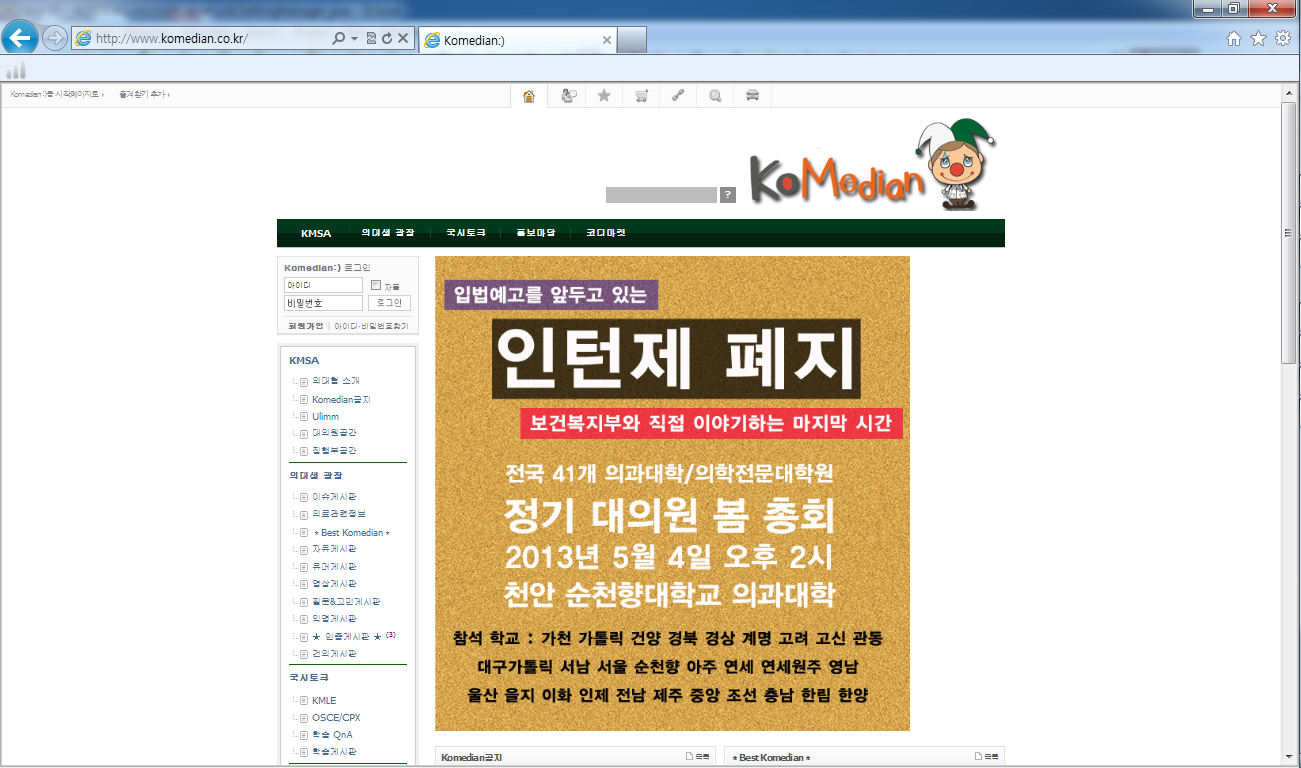 http://www.komedian.co.kr/
Komedian:)
Komedian:)를 시작페이지로
즐겨찾기 추가
KoMedian
?
KMSA 의대생 광장 국시토크 홍보마당 코디마켓
Komedian:) 로그인
아이디
자동
비밀번호 로그인
회원가입 | 아이디·비밀번호찾기
KMSA
의대협 소개
Komedian공지
Ulimm
대의원공간
집행부공간
의대생 광장
이슈게시판
의료관련정보
* Best Komedian *
자유게시판
유머게시판
영상게시판
질문&고민게시판
익명게시판
★ 인증게시판 ★ (3)
건의게시판
국시토크
KMLE
OSCE/CPX
학술 QnA
학술게시판
입법예고를 앞두고 있는
인턴제 폐지
보건복지부와 직접 이야기하는 마지막 시간
전국 41개 의과대학/의학전문대학원
정기 대의원 봄 총회
2013년 5월 4일 오후 2시
천안 순천향대학교 의과대학
참석 학교 : 가천 가톨릭 건양 경북 경상 계명 고려 고신 관동
대구가톨릭 서남 서울 순천향 아주 연세 연세원주 영남
울산 을지 이화 인제 전남 제주 중앙 조선 충남 한림 한양
Komedian공지 목록
* Best Komedian * 목록